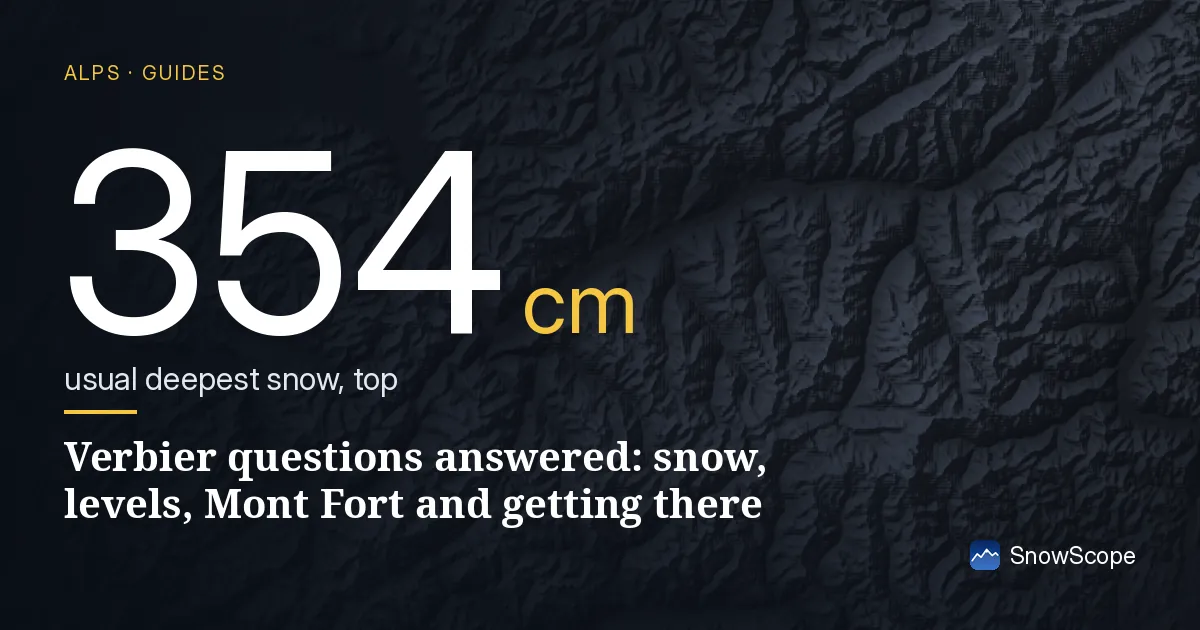 ALPS · GUIDES
354 cm
usual deepest snow, top
Verbier questions answered: snow,
levels, Mont Fort and getting there
SnowScope